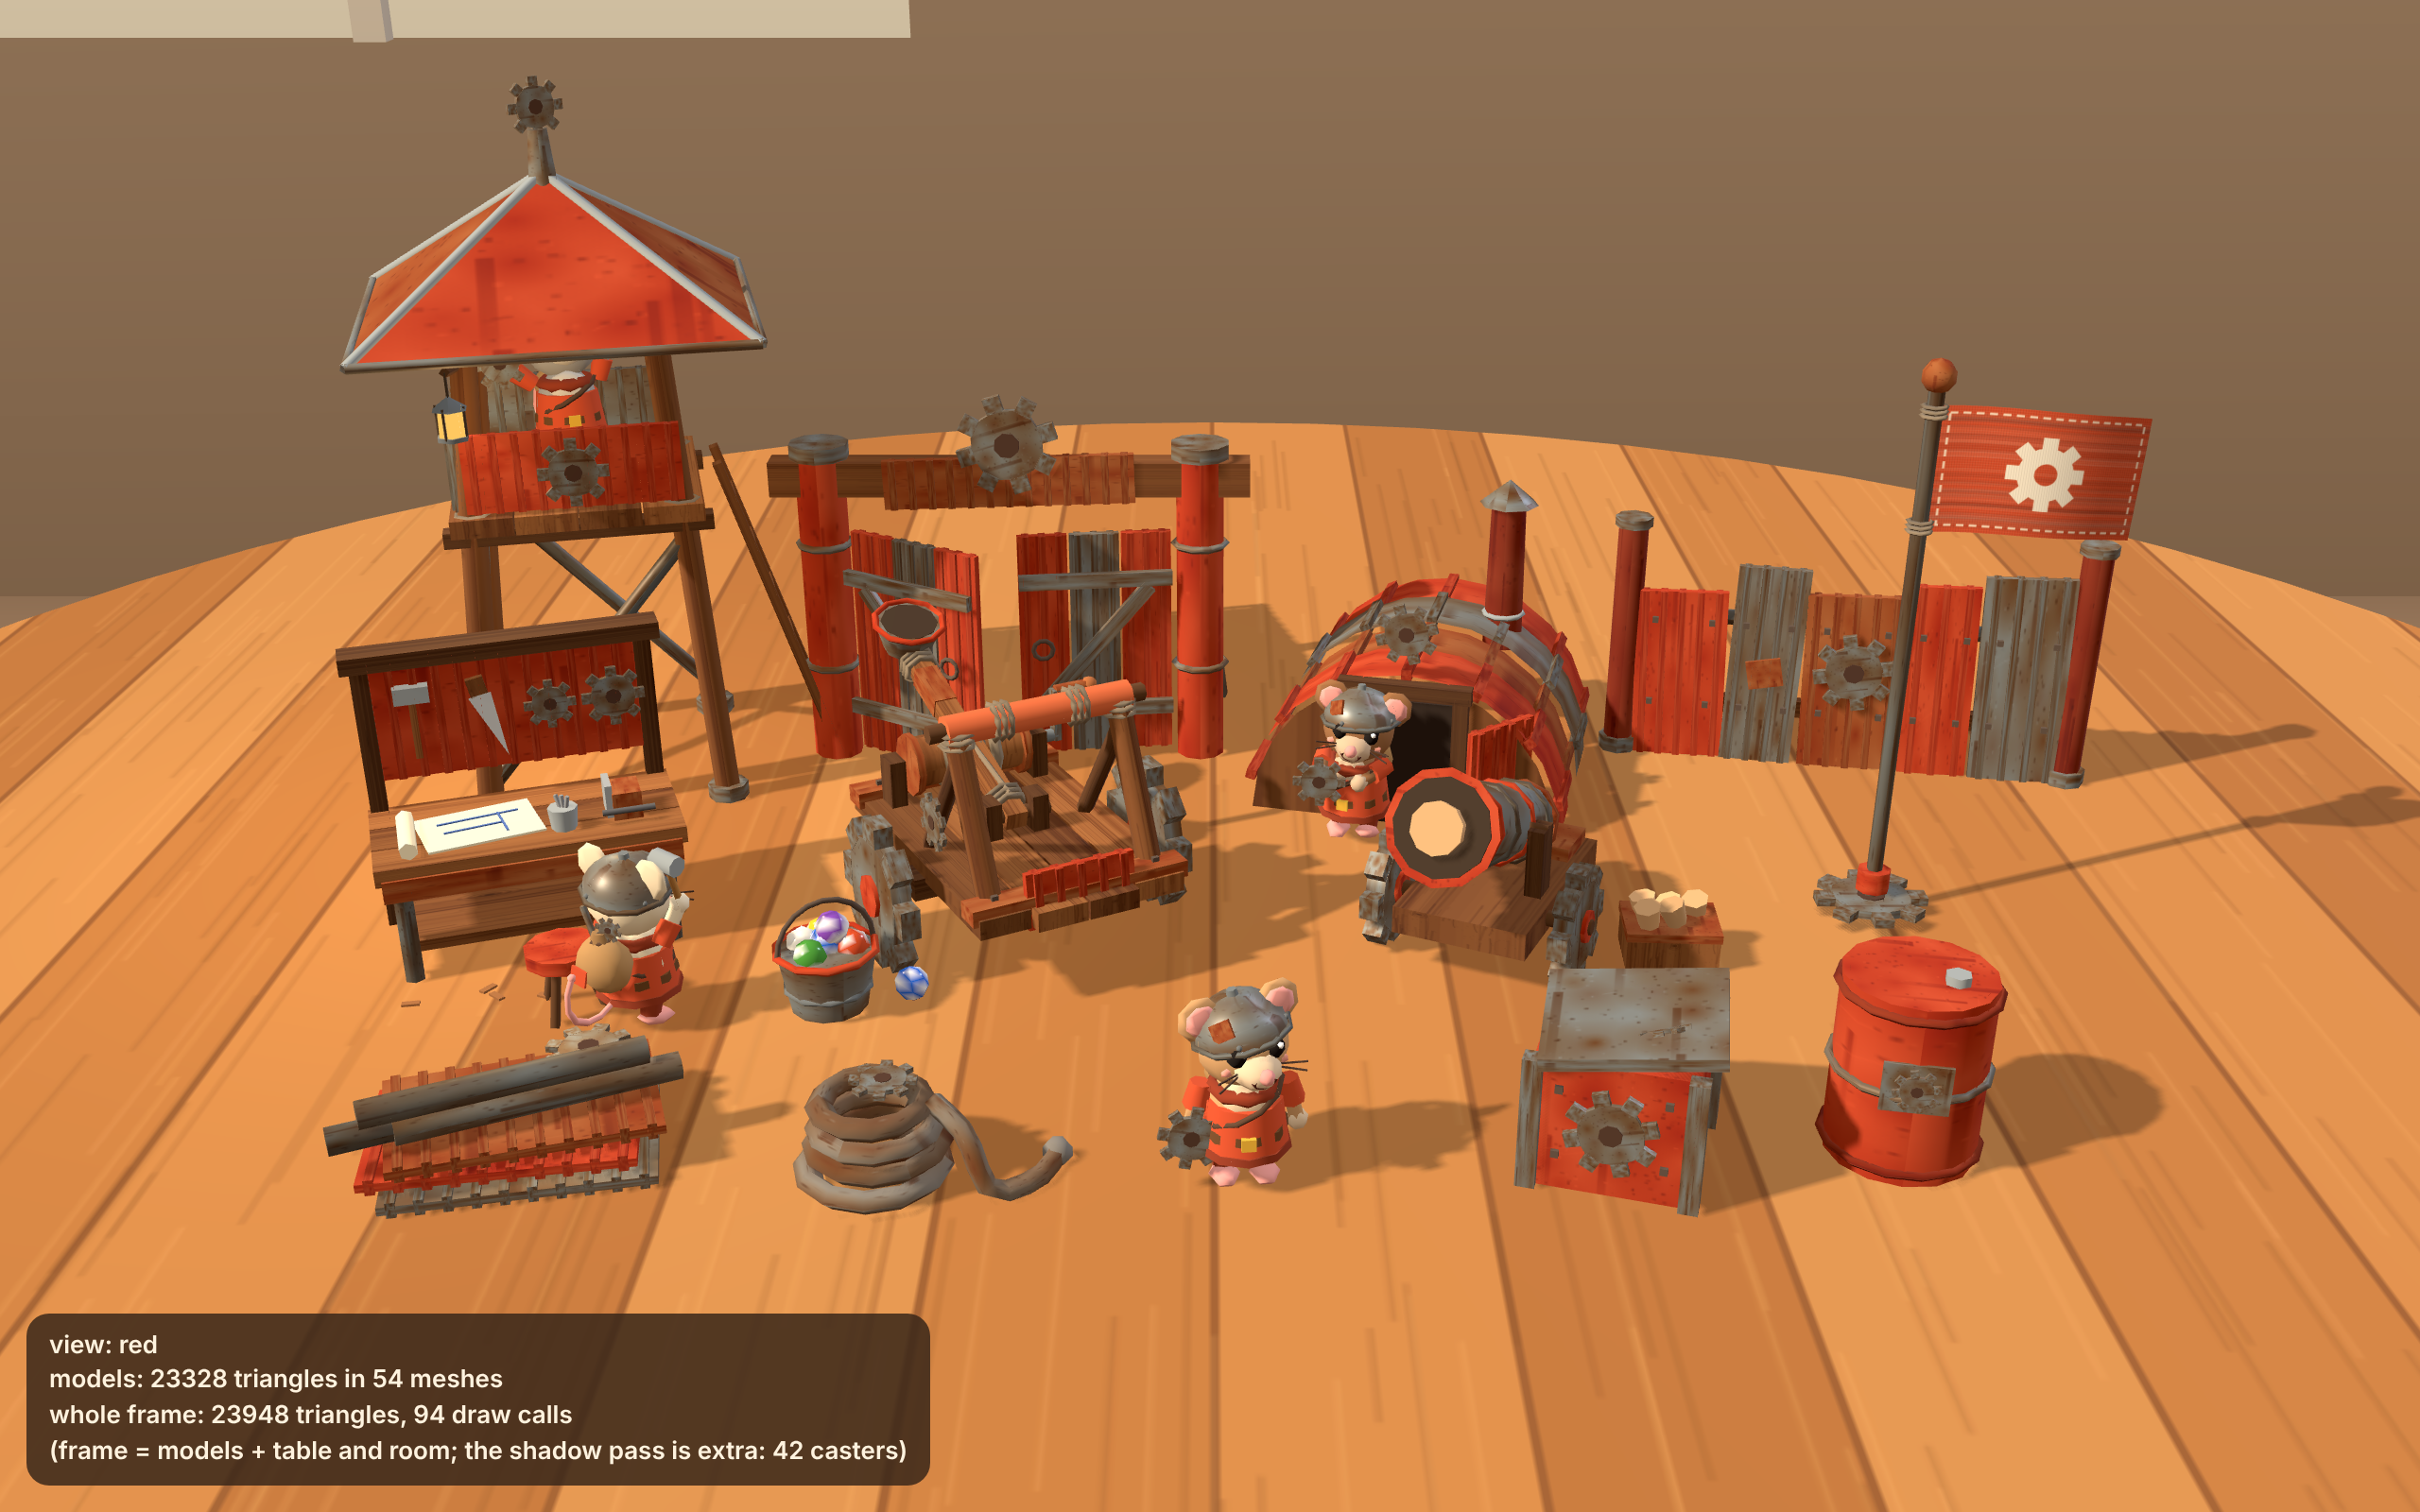 view: red
models: 23328 triangles in 54 meshes
whole frame: 23948 triangles, 94 draw calls
(frame = models + table and room; the shadow pass is extra: 42 casters)